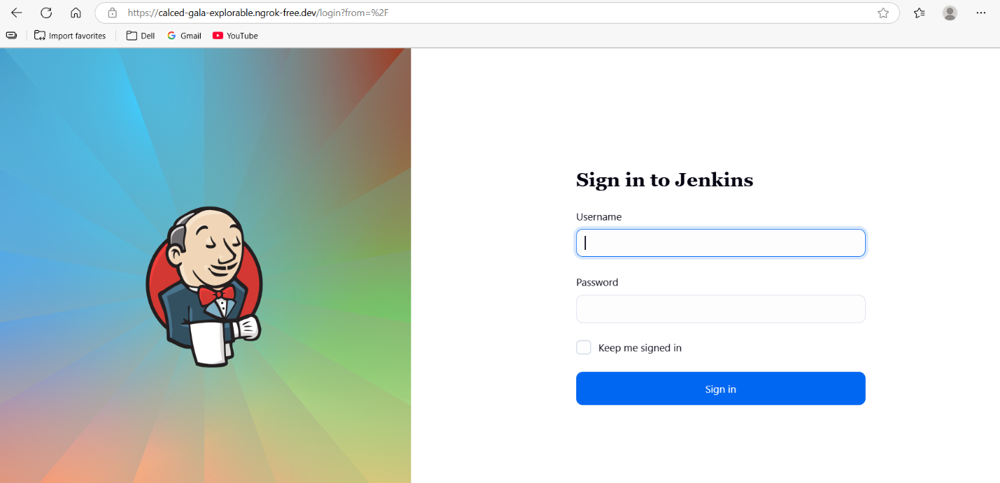 https://calced-gala-explorable.ngrok-free.dev/login?from=%2F
Import favorites Dell Gmail YouTube
Sign in to Jenkins
Username
Password
Keep me signed in
Sign in